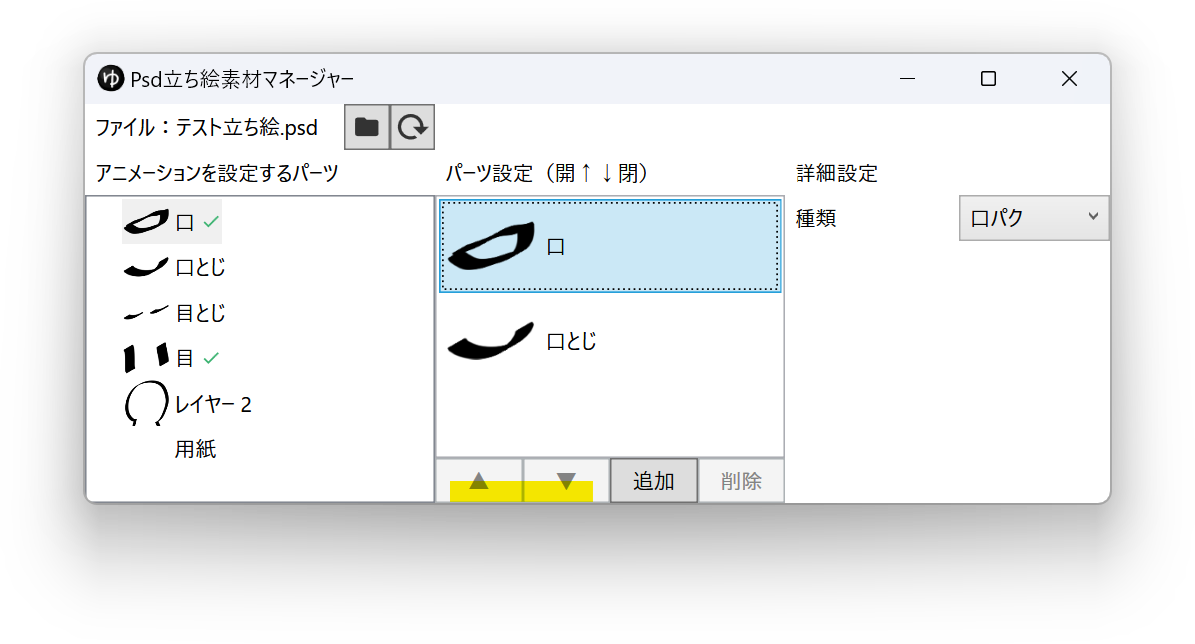 ゆ Psd立ち絵素材マネージャー
ファイル：テスト立ち絵.psd
アニメーションを設定するパーツ
口
口とじ
目とじ
目
レイヤー 2
用紙
パーツ設定（開↑↓閉）
口
口とじ
▲ ▼ 追加 削除
詳細設定
種類 口パク